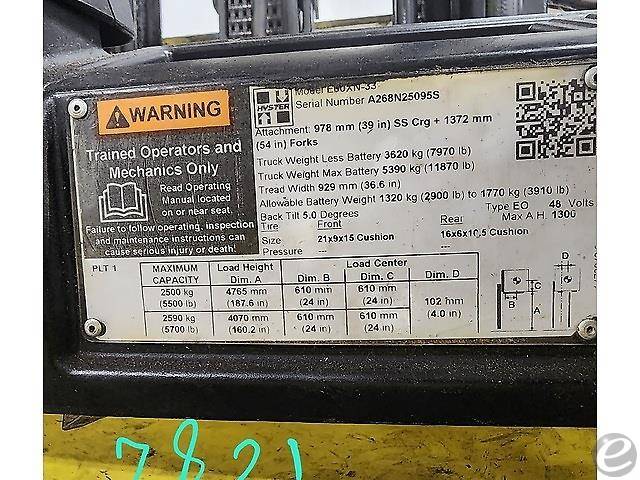 WARNING
Trained Operators and
Mechanics Only
Read Operating
Manual located
on or near seat.
Failure to follow operating, inspection
and maintenance instructions can
cause serious injury or death!
HYSTER
Model E60XN-33
Serial Number A268N25095S
Attachment: 978 mm (39 in) SS Crg + 1372 mm
(54 in) Forks
Truck Weight Less Battery 3620 kg (7970 lb)
Truck Weight Max Battery 5390 kg (11870 lb)
Tread Width 929 mm (36.6 in)
Allowable Battery Weight 1320 kg (2900 lb) to 1770 kg (3910 lb)
Back Tilt 5.0 Degrees Type EO 48 Volts
Max A.H. 1300
Tire Front Rear
Size 21x9x15 Cushion 16x6x10.5 Cushion
Pressure -- --
PLT 1
MAXIMUM CAPACITY Load Height Dim. A Load Center Dim. B Dim. C Dim. D
2500 kg 4765 mm 610 mm 610 mm 102 mm
(5500 lb) (187.6 in) (24 in) (24 in) (4.0 in)
2590 kg 4070 mm 610 mm 610 mm
(5700 lb) (160.2 in) (24 in) (24 in)
D
C
B
A
7821
e